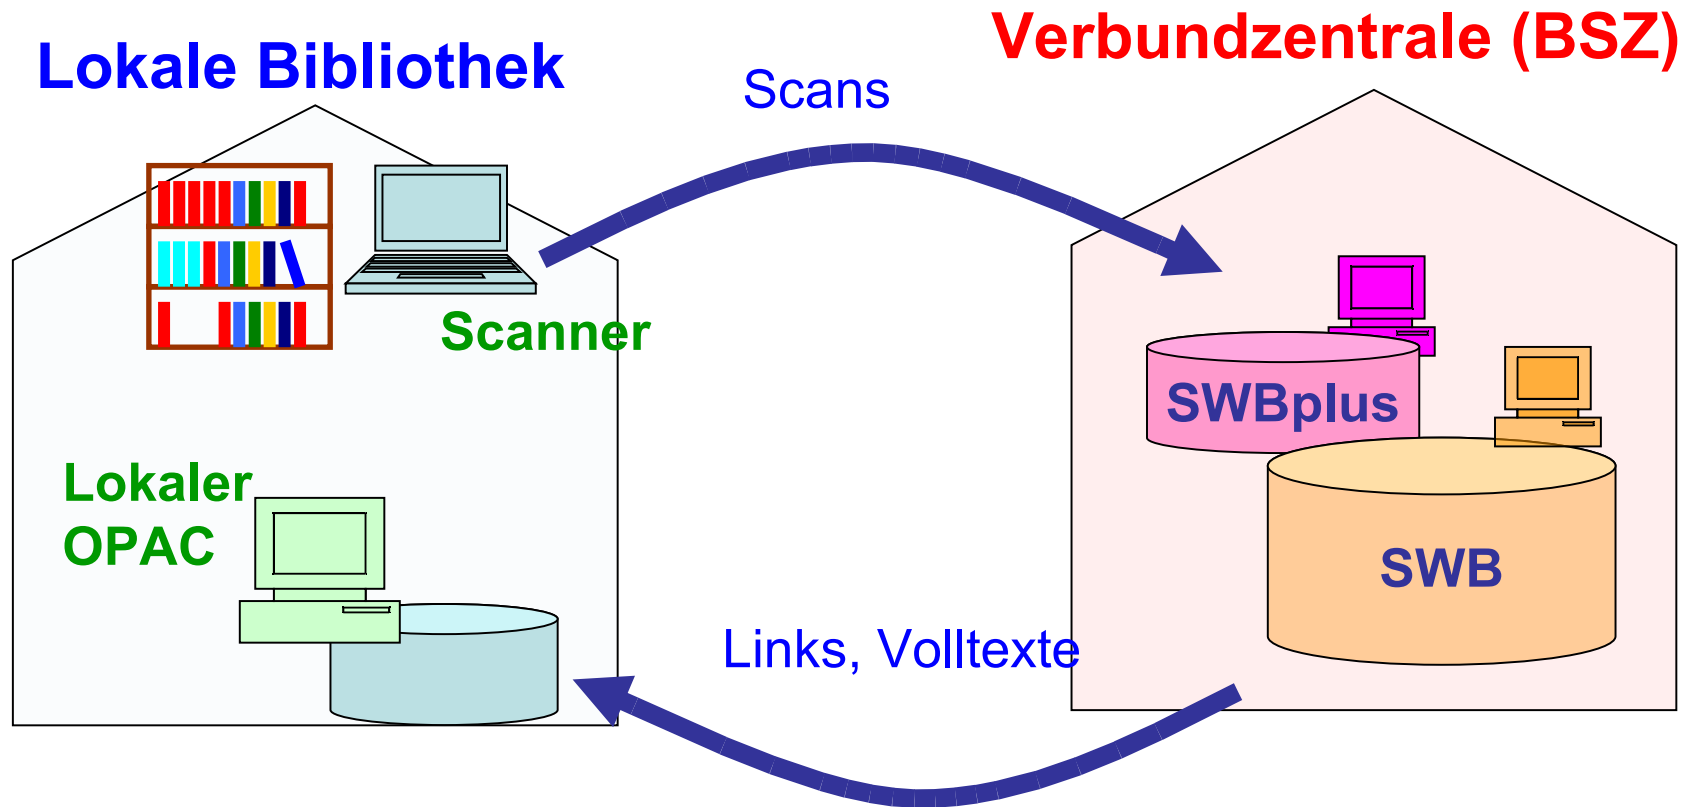 Verbundzentrale (BSZ)
Lokale Bibliothek
Scans
Scanner
SWBplus
Lokaler
OPAC
SWB
Links, Volltexte